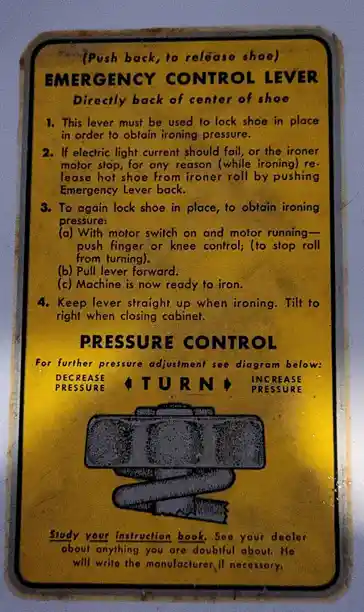 (Push back, to release shoe)
EMERGENCY CONTROL LEVER
Directly back of center of shoe
1. This lever must be used to lock shoe in place
in order to obtain ironing pressure.
2. If electric light current should fail, or the ironer
motor stop, for any reason (while ironing) re-
lease hot shoe from ironer roll by pushing
Emergency Lever back.
3. To again lock shoe in place, to obtain ironing
pressure:
(a) With motor switch on and motor running—
push finger or knee control; (to stop roll
from turning).
(b) Pull lever forward.
(c) Machine is now ready to iron.
4. Keep lever straight up when ironing. Tilt to
right when closing cabinet.
PRESSURE CONTROL
For further pressure adjustment see diagram below:
DECREASE
PRESSURE
TURN
INCREASE
PRESSURE
Study your instruction book. See your dealer
about anything you are doubtful about. He
will write the manufacturer, if necessary.